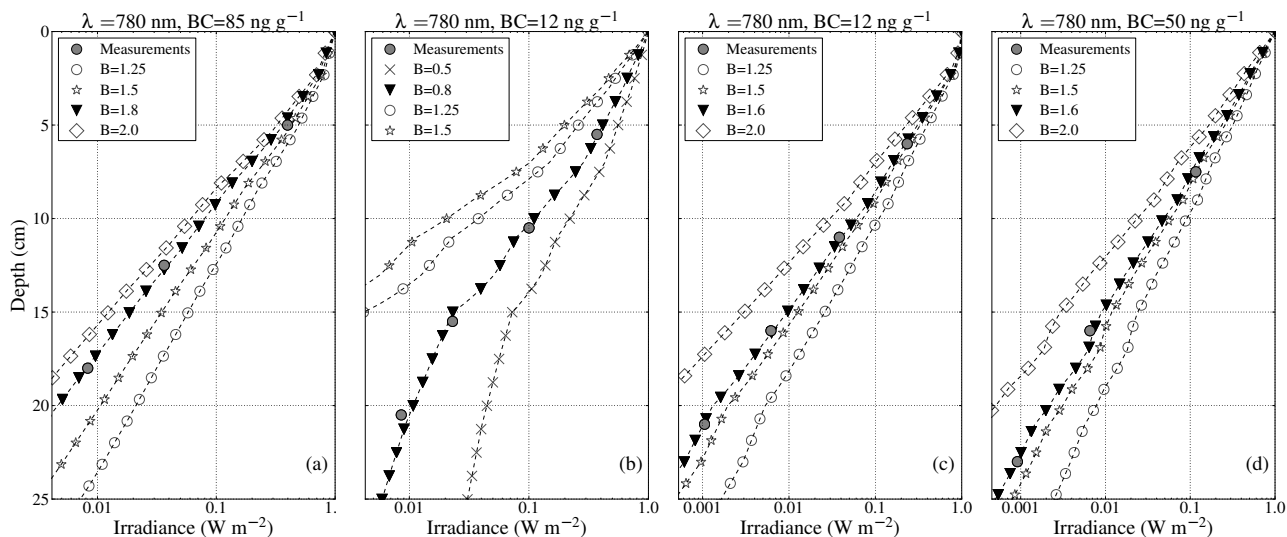 λ =780 nm, BC=85 ng g⁻¹
λ =780 nm, BC=12 ng g⁻¹
λ =780 nm, BC=12 ng g⁻¹
λ =780 nm, BC=50 ng g⁻¹
Depth (cm)
0
5
10
15
20
25
Measurements
B=1.25
B=1.5
B=1.8
B=2.0
(a)
0.01
0.1
1.0
Irradiance (W m⁻²)
Measurements
B=0.5
B=0.8
B=1.25
B=1.5
(b)
0.01
0.1
1.0
Irradiance (W m⁻²)
Measurements
B=1.25
B=1.5
B=1.6
B=2.0
(c)
0.001
0.01
0.1
1.0
Irradiance (W m⁻²)
Measurements
B=1.25
B=1.5
B=1.6
B=2.0
(d)
0.001
0.01
0.1
1.0
Irradiance (W m⁻²)